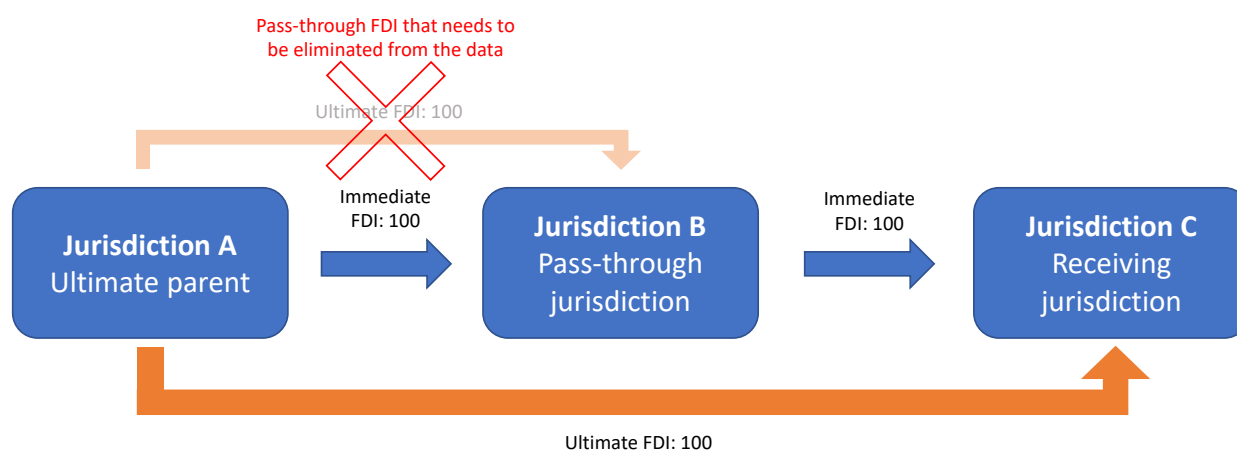 Pass-through FDI that needs to
be eliminated from the data
Ultimate FDI: 100
Immediate
FDI: 100
Immediate
FDI: 100
Jurisdiction A
Ultimate parent
Jurisdiction B
Pass-through
jurisdiction
Jurisdiction C
Receiving
jurisdiction
Ultimate FDI: 100